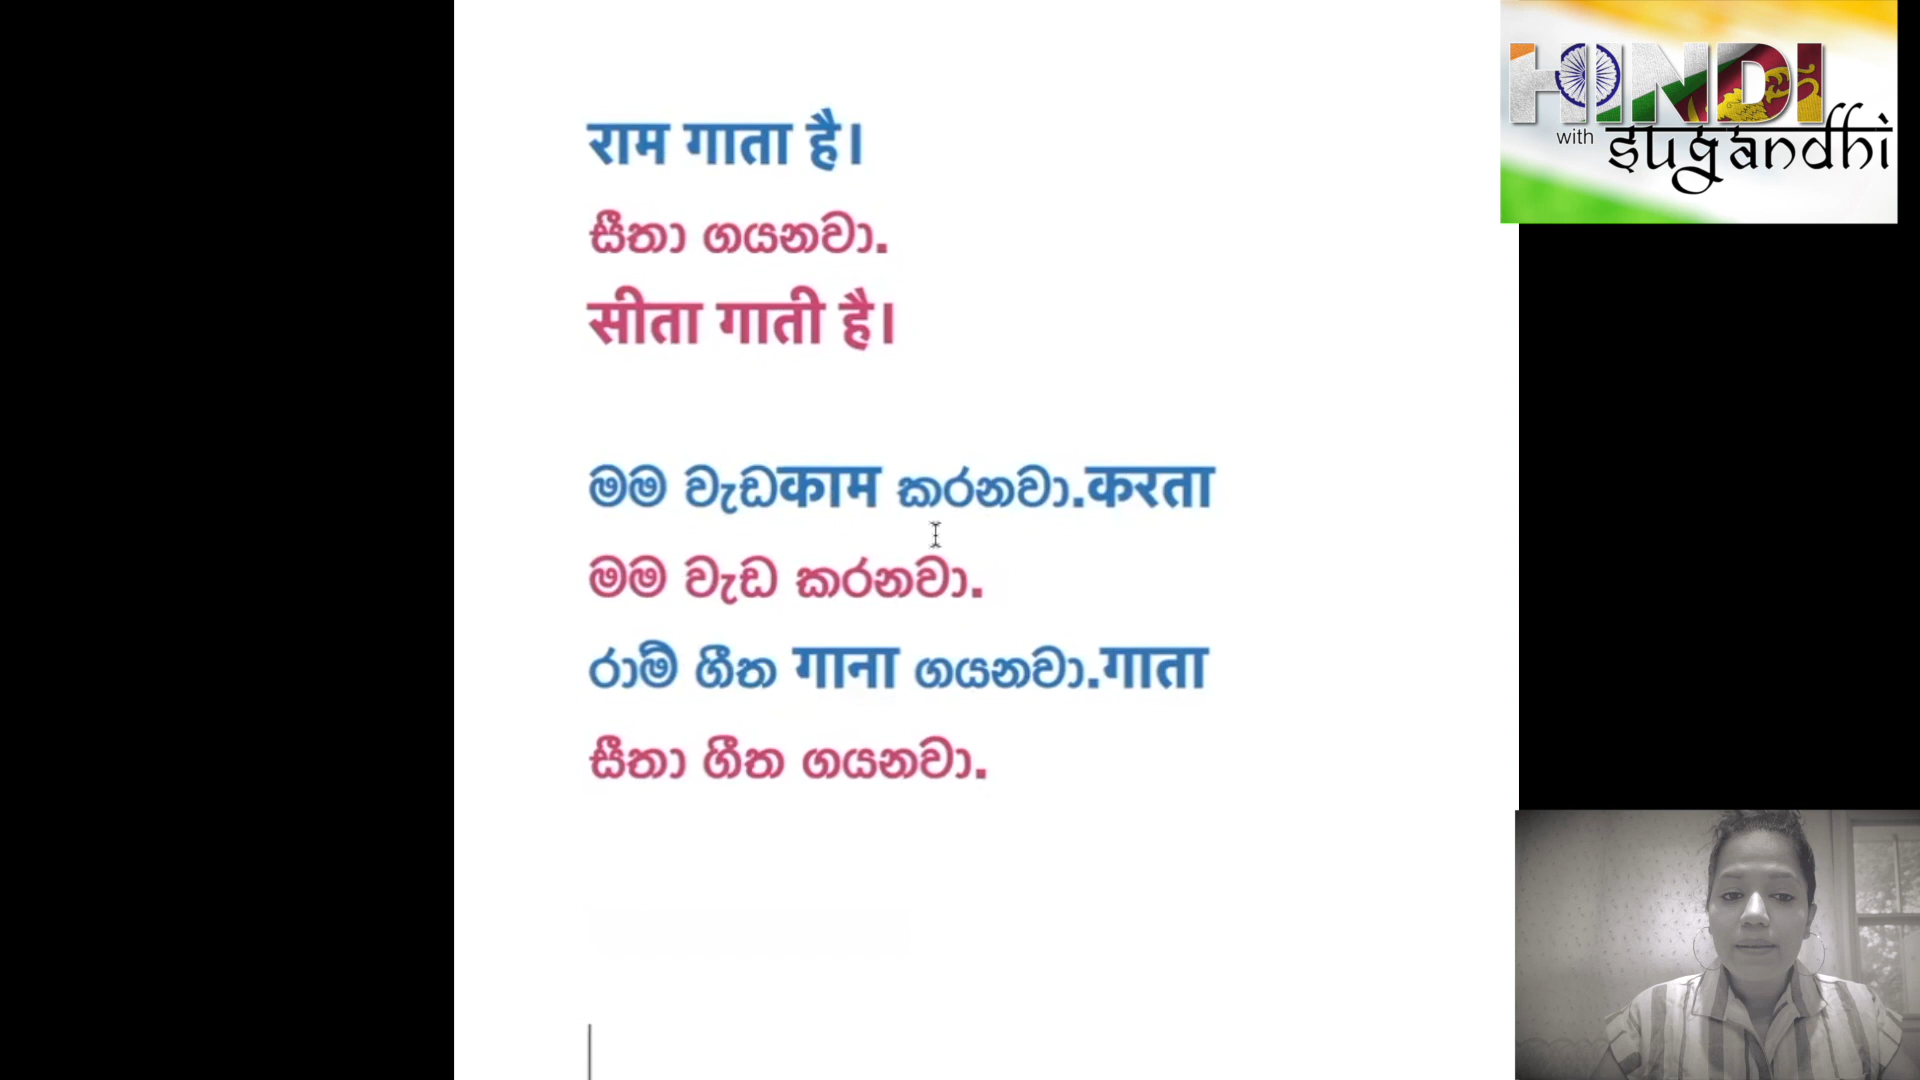 HINDI
with sugandhi
राम गाता है।
සීතා ගයනවා.
सीता गाती है।
මම වැඩकाम කරනවා.करता
මම වැඩ කරනවා.
රාම් ගීත गाना ගයනවා.गाता
සීතා ගීත ගයනවා.